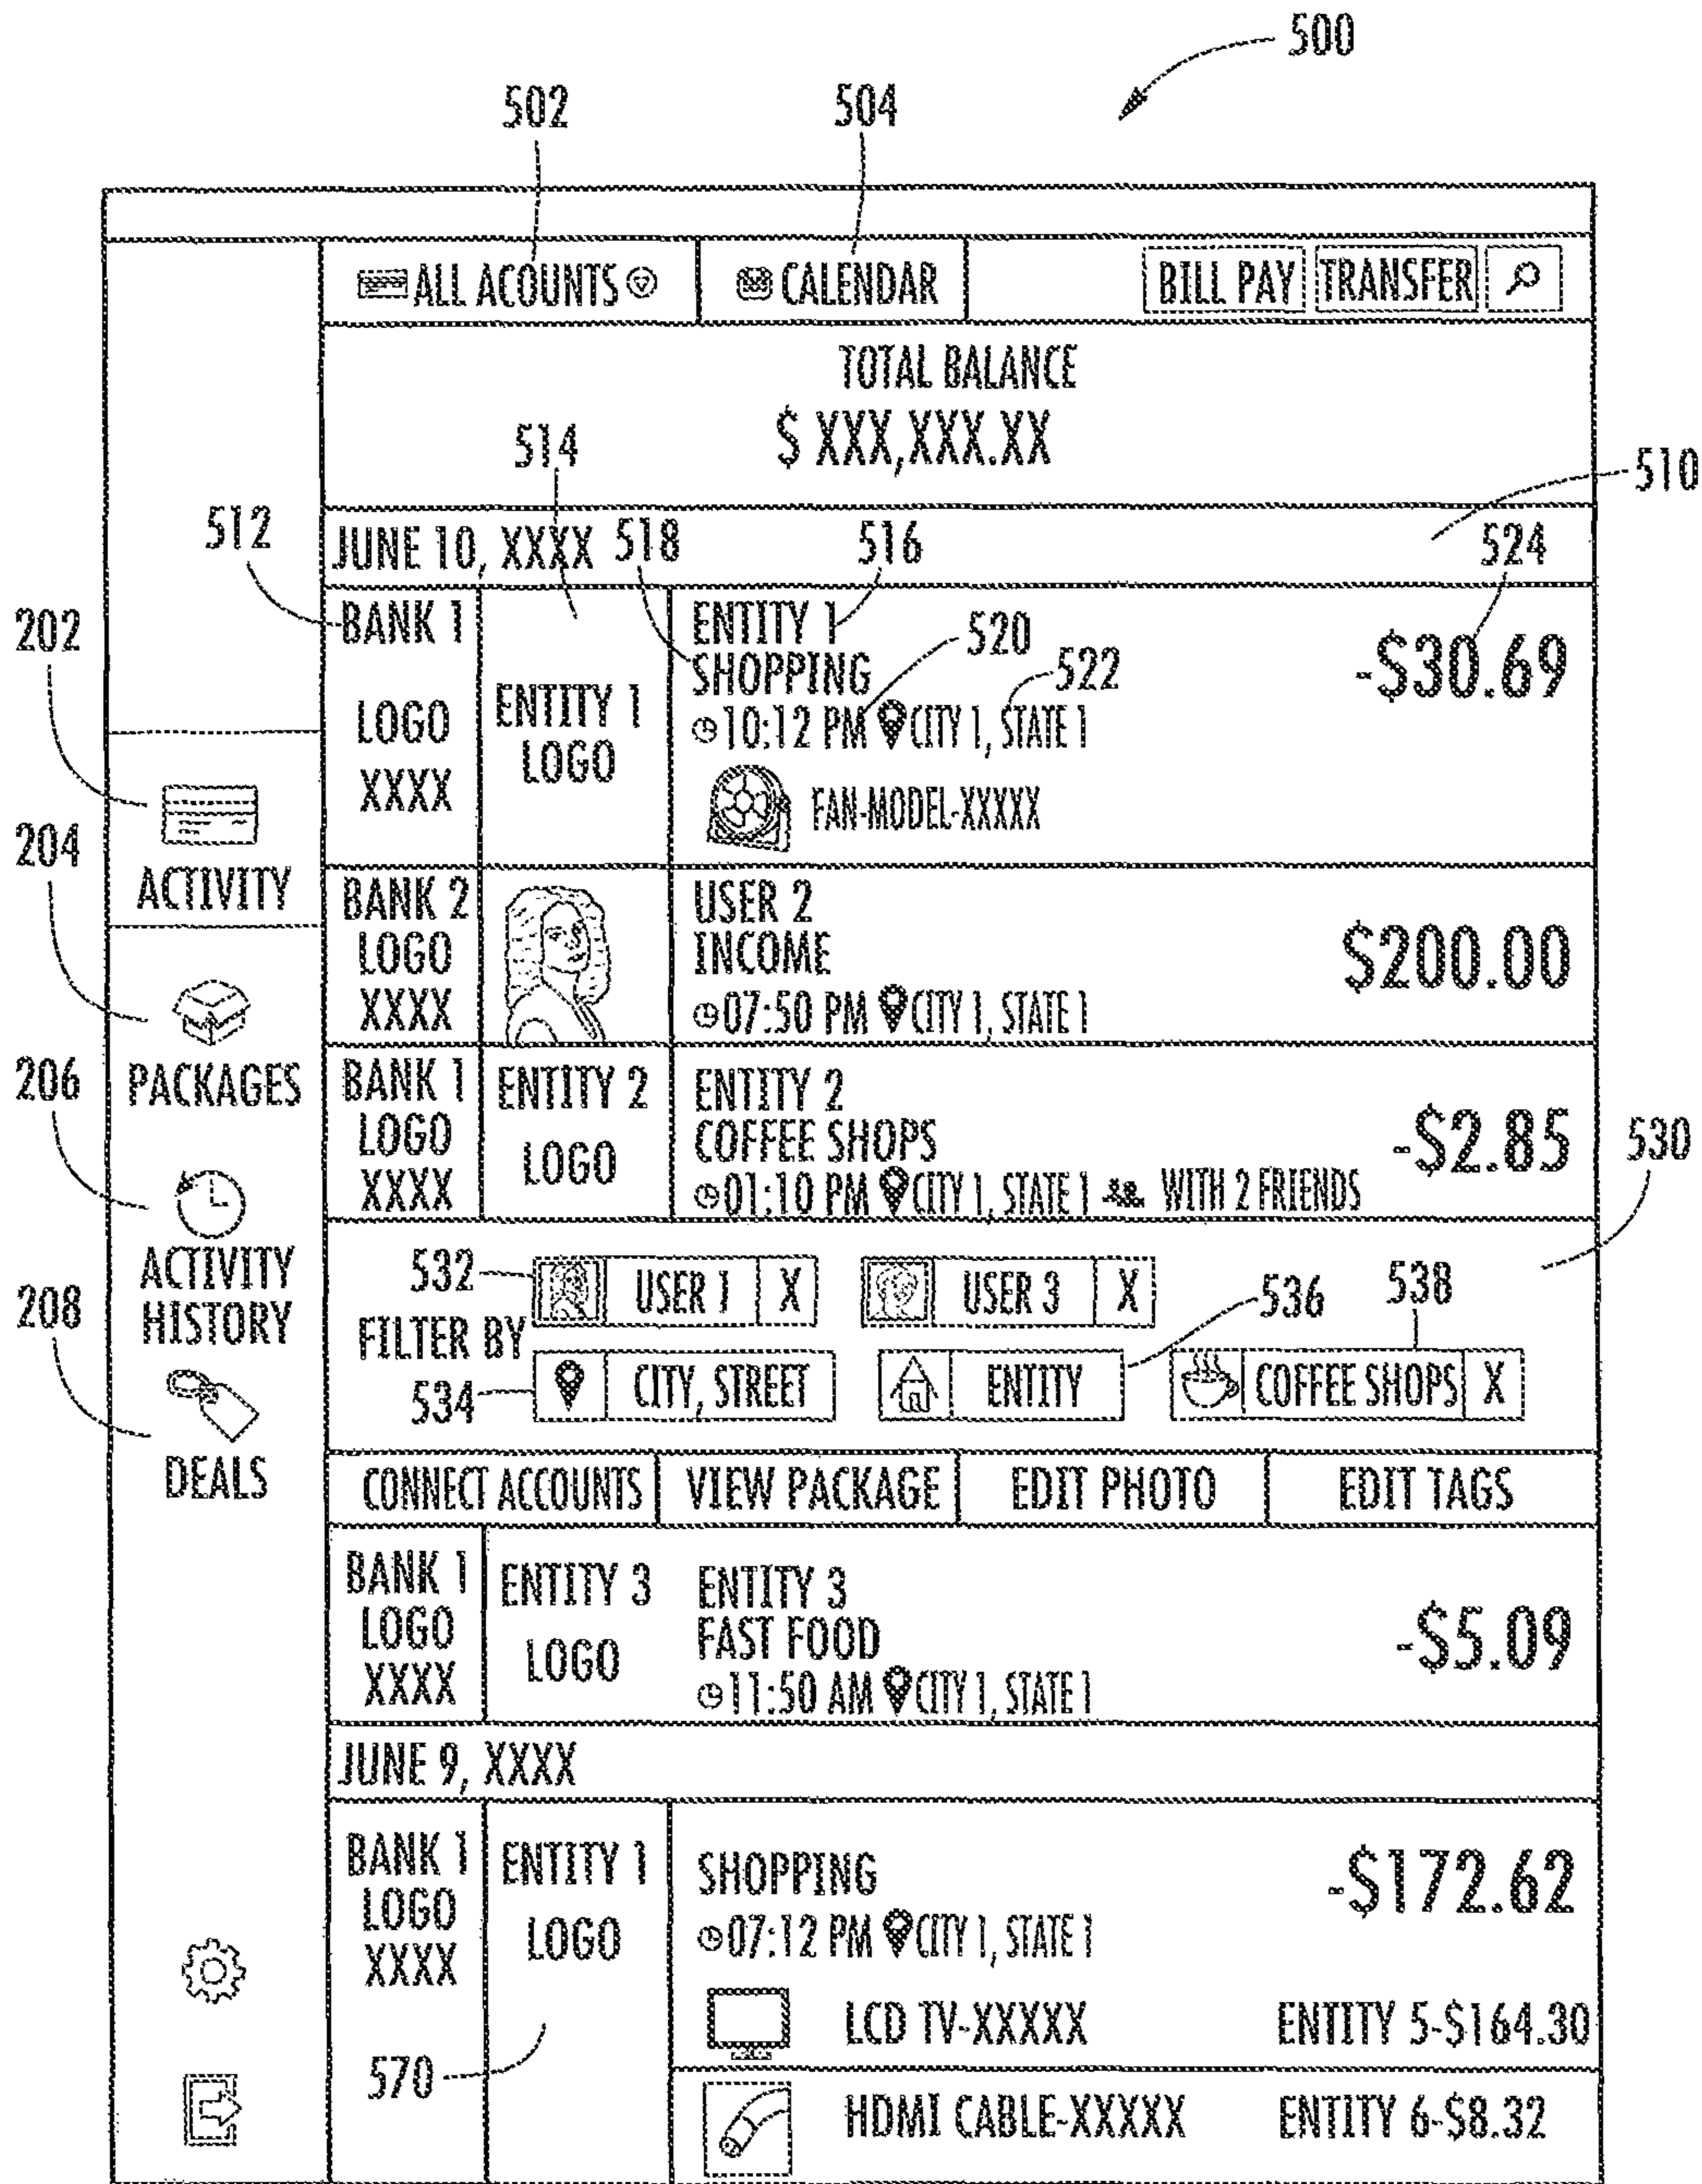 500
502
504
ALL ACOUNTS
CALENDAR
BILL PAY
TRANSFER
TOTAL BALANCE
$ XXX,XXX.XX
514
510
512
JUNE 10, XXXX
518
516
524
202
BANK 1
LOGO
XXXX
ENTITY 1
LOGO
ENTITY 1
SHOPPING
520
522
10:12 PM CITY 1, STATE 1
FAN-MODEL-XXXXX
-$30.69
204
ACTIVITY
BANK 2
LOGO
XXXX
USER 2
INCOME
07:50 PM CITY 1, STATE 1
$200.00
206
PACKAGES
BANK 1
LOGO
XXXX
ENTITY 2
LOGO
ENTITY 2
COFFEE SHOPS
01:10 PM CITY 1, STATE 1 WITH 2 FRIENDS
-$2.85
530
208
ACTIVITY
HISTORY
DEALS
532
FILTER BY
534
USER 1 X
USER 3 X
536
538
CITY, STREET
ENTITY
COFFEE SHOPS X
CONNECT ACCOUNTS
VIEW PACKAGE
EDIT PHOTO
EDIT TAGS
BANK 1
LOGO
XXXX
ENTITY 3
LOGO
ENTITY 3
FAST FOOD
11:50 AM CITY 1, STATE 1
-$5.09
JUNE 9, XXXX
BANK 1
LOGO
XXXX
ENTITY 1
LOGO
570
SHOPPING
07:12 PM CITY 1, STATE 1
-$172.62
LCD TV-XXXXX ENTITY 5-$164.30
HDMI CABLE-XXXXX ENTITY 6-$8.32